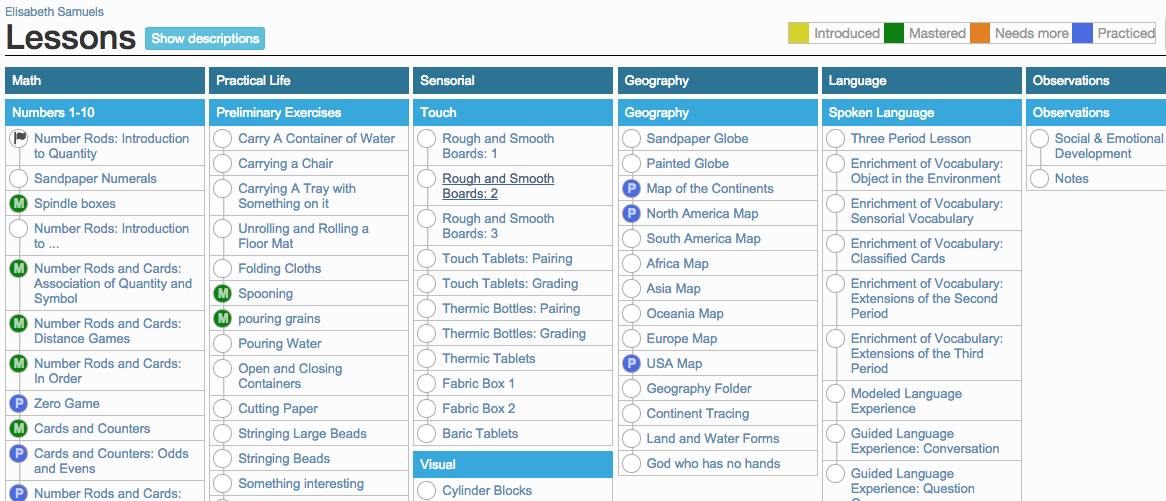 Elisabeth Samuels
Lessons
Show descriptions
Introduced
Mastered
Needs more
Practiced
Math
Numbers 1-10
Number Rods: Introduction
to Quantity
Sandpaper Numerals
M
Spindle boxes
Number Rods: Introduction
to ...
M
Number Rods and Cards:
Association of Quantity and
Symbol
M
Number Rods and Cards:
Distance Games
M
Number Rods and Cards:
In Order
P
Zero Game
M
Cards and Counters
P
Cards and Counters: Odds
and Evens
P
Number Rods and Cards:
Practical Life
Preliminary Exercises
Carry A Container of Water
Carrying a Chair
Carrying A Tray with
Something on it
Unrolling and Rolling a
Floor Mat
Folding Cloths
M
Spooning
M
pouring grains
Pouring Water
Open and Closing
Containers
Cutting Paper
Stringing Large Beads
Stringing Beads
Something interesting
Sensorial
Touch
Rough and Smooth
Boards: 1
Rough and Smooth
Boards: 2
Rough and Smooth
Boards: 3
Touch Tablets: Pairing
Touch Tablets: Grading
Thermic Bottles: Pairing
Thermic Bottles: Grading
Thermic Tablets
Fabric Box 1
Fabric Box 2
Baric Tablets
Visual
Cylinder Blocks
Geography
Geography
Sandpaper Globe
Painted Globe
P
Map of the Continents
P
North America Map
South America Map
Africa Map
Asia Map
Oceania Map
Europe Map
P
USA Map
Geography Folder
Continent Tracing
Land and Water Forms
God who has no hands
Language
Spoken Language
Three Period Lesson
Enrichment of Vocabulary:
Object in the Environment
Enrichment of Vocabulary:
Sensorial Vocabulary
Enrichment of Vocabulary:
Classified Cards
Enrichment of Vocabulary:
Extensions of the Second
Period
Enrichment of Vocabulary:
Extensions of the Third
Period
Modeled Language
Experience
Guided Language
Experience: Conversation
Guided Language
Experience: Question
Observations
Observations
Social & Emotional
Development
Notes